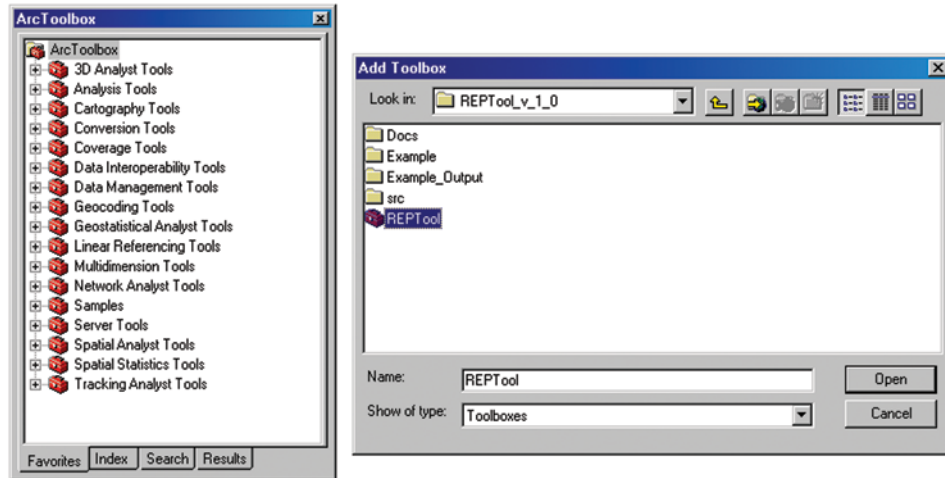 ArcToolbox
ArcToolbox
3D Analyst Tools
Analysis Tools
Cartography Tools
Conversion Tools
Coverage Tools
Data Interoperability Tools
Data Management Tools
Geocoding Tools
Geostatistical Analyst Tools
Linear Referencing Tools
Multidimension Tools
Network Analyst Tools
Samples
Server Tools
Spatial Analyst Tools
Spatial Statistics Tools
Tracking Analyst Tools
Favorites Index Search Results
Add Toolbox
Look in: REPTool_v_1_0
Docs
Example
Example_Output
src
REPTool
Name: REPTool Open
Show of type: Toolboxes Cancel